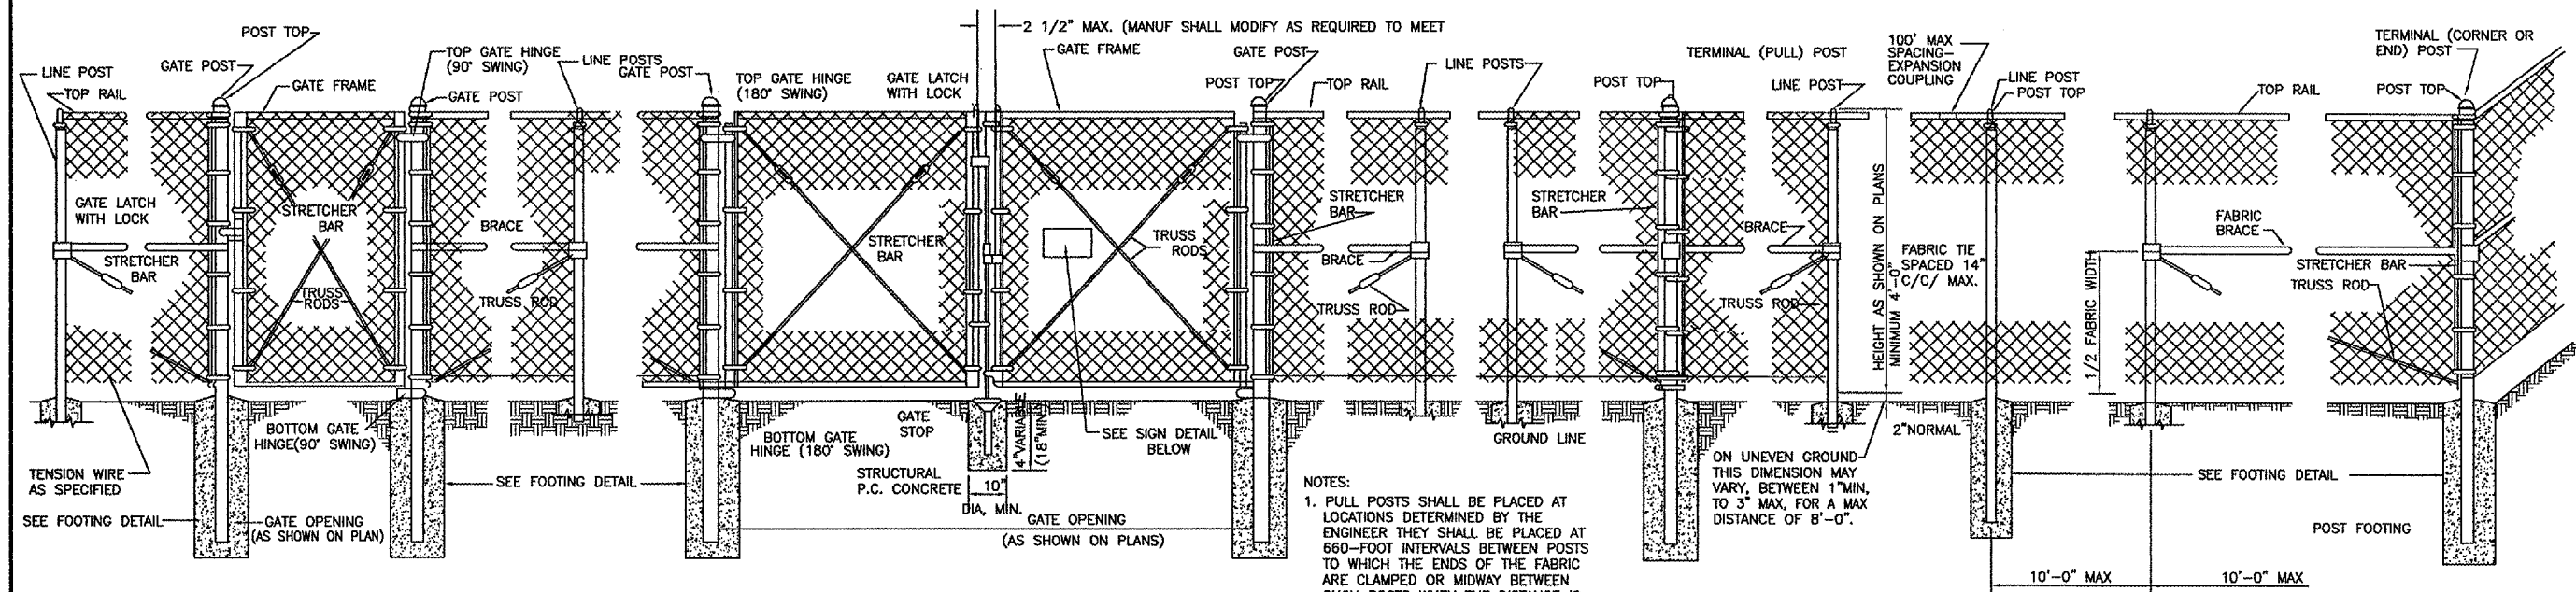 2 1/2" MAX. (MANUF SHALL MODIFY AS REQUIRED TO MEET
POST TOP
GATE POST
LINE POST
TOP RAIL
GATE FRAME
TOP GATE HINGE
(90° SWING)
GATE POST
LINE POSTS
GATE POST
TOP GATE HINGE
(180° SWING)
GATE LATCH
WITH LOCK
GATE FRAME
GATE POST
POST TOP
TOP RAIL
LINE POSTS
POST TOP
TERMINAL (PULL) POST
LINE POST
100' MAX
SPACING-
EXPANSION
COUPLING
LINE POST
POST TOP
TOP RAIL
TERMINAL (CORNER OR
END) POST
POST TOP
GATE LATCH
WITH LOCK
STRETCHER
BAR
STRETCHER
BAR
TRUSS
RODS
BRACE
TRUSS ROD
STRETCHER
BAR
TRUSS
RODS
STRETCHER
BAR
BRACE
TRUSS ROD
STRETCHER
BAR
BRACE
TRUSS ROD
HEIGHT AS SHOWN ON PLANS
MINIMUM 4'-0"
FABRIC TIE
SPACED 14"
C/C/ MAX.
1/2 FABRIC WIDTH
FABRIC
BRACE
STRETCHER BAR
TRUSS ROD
TENSION WIRE
AS SPECIFIED
SEE FOOTING DETAIL
BOTTOM GATE
HINGE(90° SWING)
GATE OPENING
(AS SHOWN ON PLAN)
SEE FOOTING DETAIL
BOTTOM GATE
HINGE (180° SWING)
GATE
STOP
4"VARIABLE
(18"MIN.)
STRUCTURAL
P.C. CONCRETE
10"
DIA, MIN.
SEE SIGN DETAIL
BELOW
GATE OPENING
(AS SHOWN ON PLANS)
GROUND LINE
NOTES:
1. PULL POSTS SHALL BE PLACED AT
LOCATIONS DETERMINED BY THE
ENGINEER THEY SHALL BE PLACED AT
660-FOOT INTERVALS BETWEEN POSTS
TO WHICH THE ENDS OF THE FABRIC
ARE CLAMPED OR MIDWAY BETWEEN
ON UNEVEN GROUND
THIS DIMENSION MAY
VARY, BETWEEN 1"MIN,
TO 3" MAX, FOR A MAX
DISTANCE OF 8'-0".
2"NORMAL
SEE FOOTING DETAIL
POST FOOTING
10'-0" MAX
10'-0" MAX